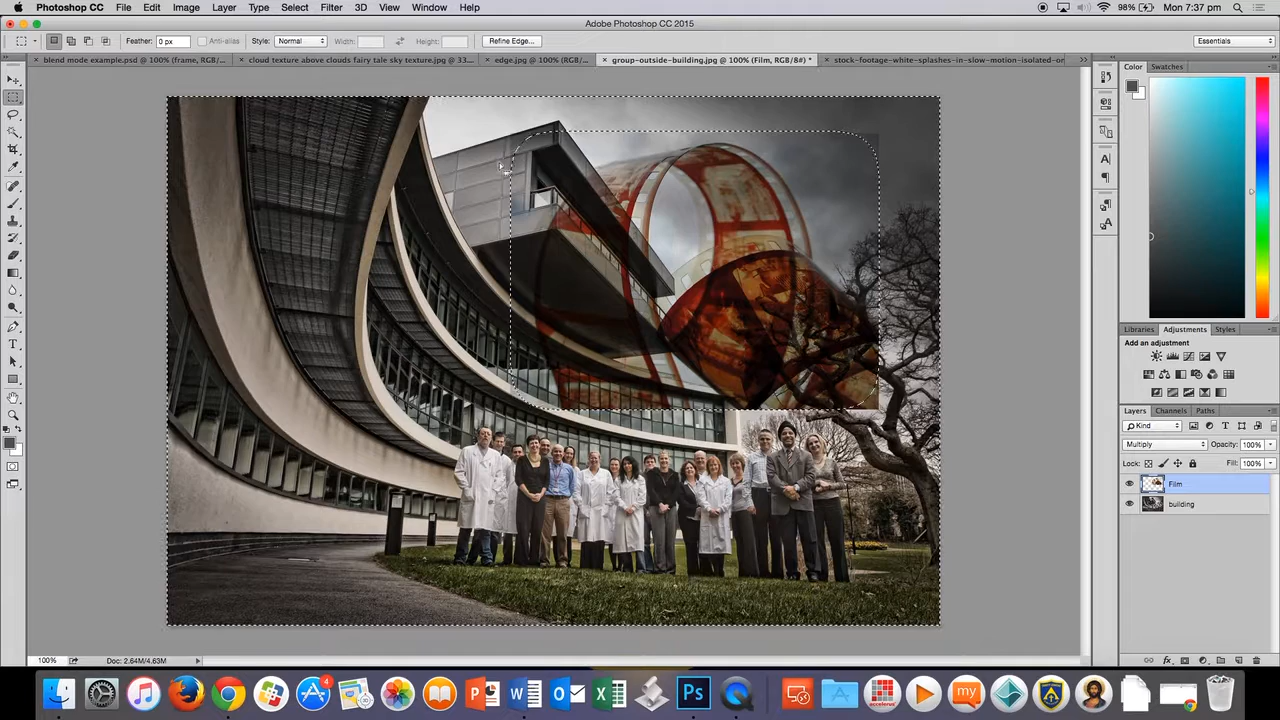 Photoshop CC File Edit Image Layer Type Select Filter 3D View Window Help 98% Mon 7:37 pm
Adobe Photoshop CC 2015
Feather: 0 px Anti-alias Style: Normal Width: Height: Refine Edge... Essentials
× blend mode example.psd @ 100% (frame, RGB/... × cloud texture above clouds fairy tale sky texture.jpg @ 33... × edge.jpg @ 100% (RGB/... × group-outside-building.jpg @ 100% (Film, RGB/8#) * × stock-footage-white-splashes-in-slow-motion-isolated-or
Color Swatches
Libraries Adjustments Styles
Add an adjustment
Layers Channels Paths
Kind
Multiply Opacity: 100%
Lock: Fill: 100%
Film
building
100% Doc: 2.64M/4.63M
4
P W O X Ps my